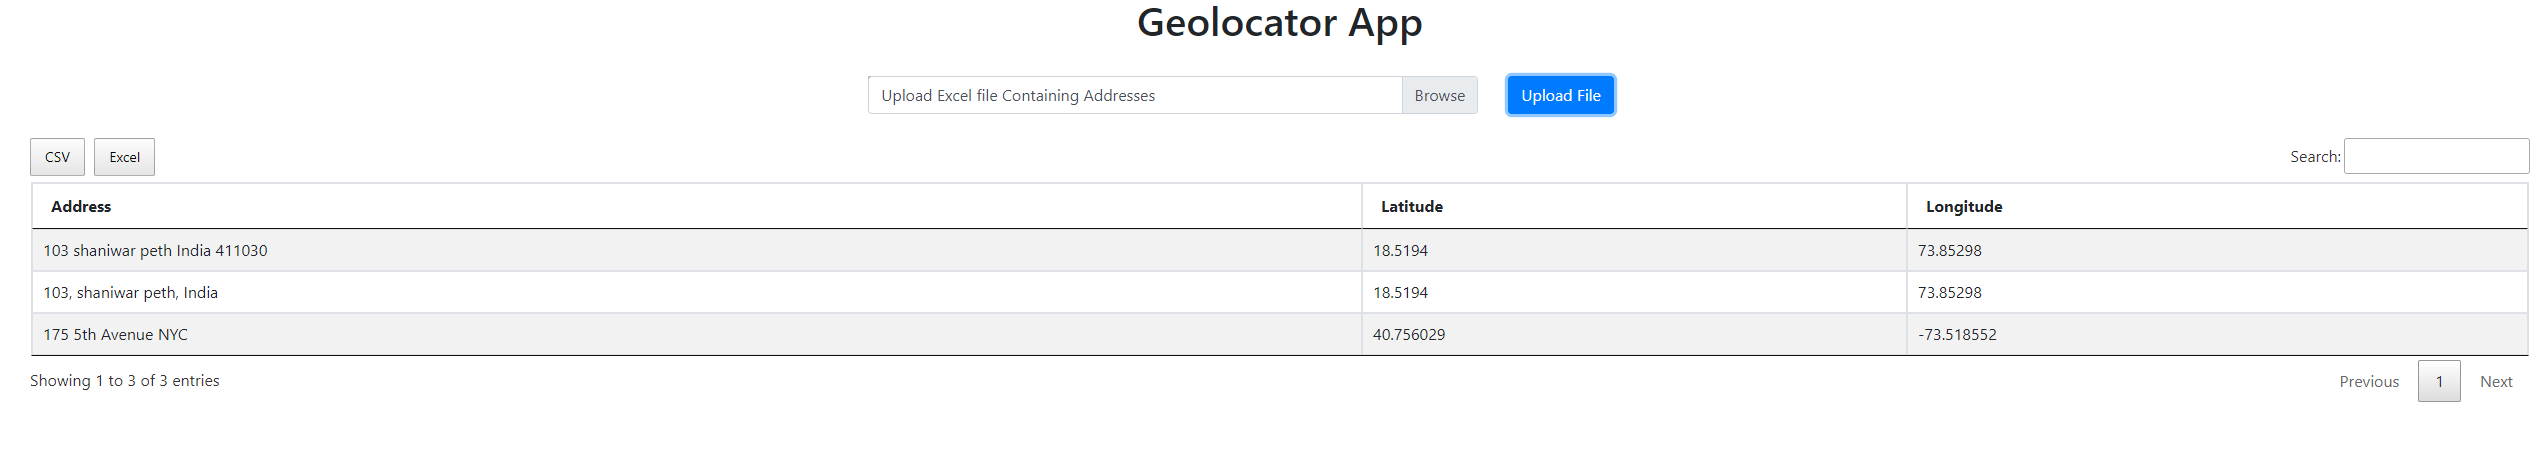 Geolocator App
Upload Excel file Containing Addresses Browse Upload File
CSV Excel Search:
Address Latitude Longitude
103 shaniwar peth India 411030 18.5194 73.85298
103, shaniwar peth, India 18.5194 73.85298
175 5th Avenue NYC 40.756029 -73.518552
Showing 1 to 3 of 3 entries Previous 1 Next